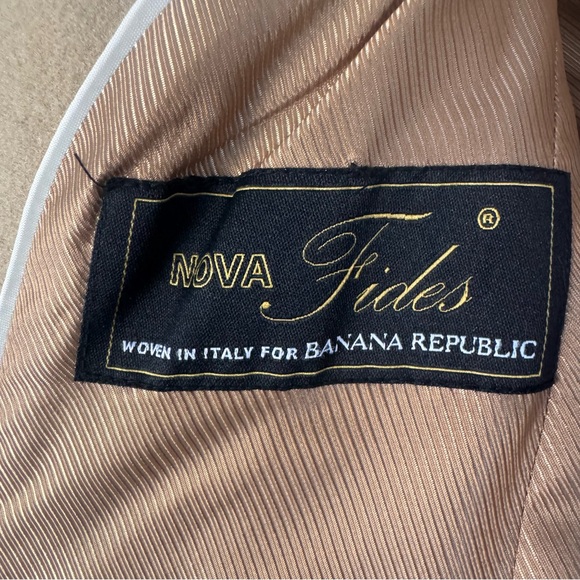 ®
NOVA Fides
WOVEN IN ITALY FOR BANANA REPUBLIC